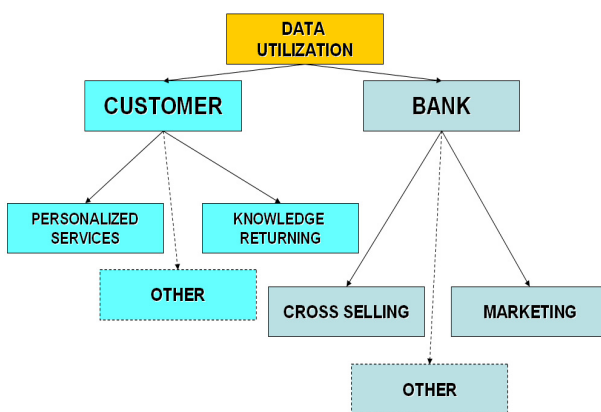 DATA
UTILIZATION
CUSTOMER
BANK
PERSONALIZED
SERVICES
KNOWLEDGE
RETURNING
OTHER
CROSS SELLING
MARKETING
OTHER